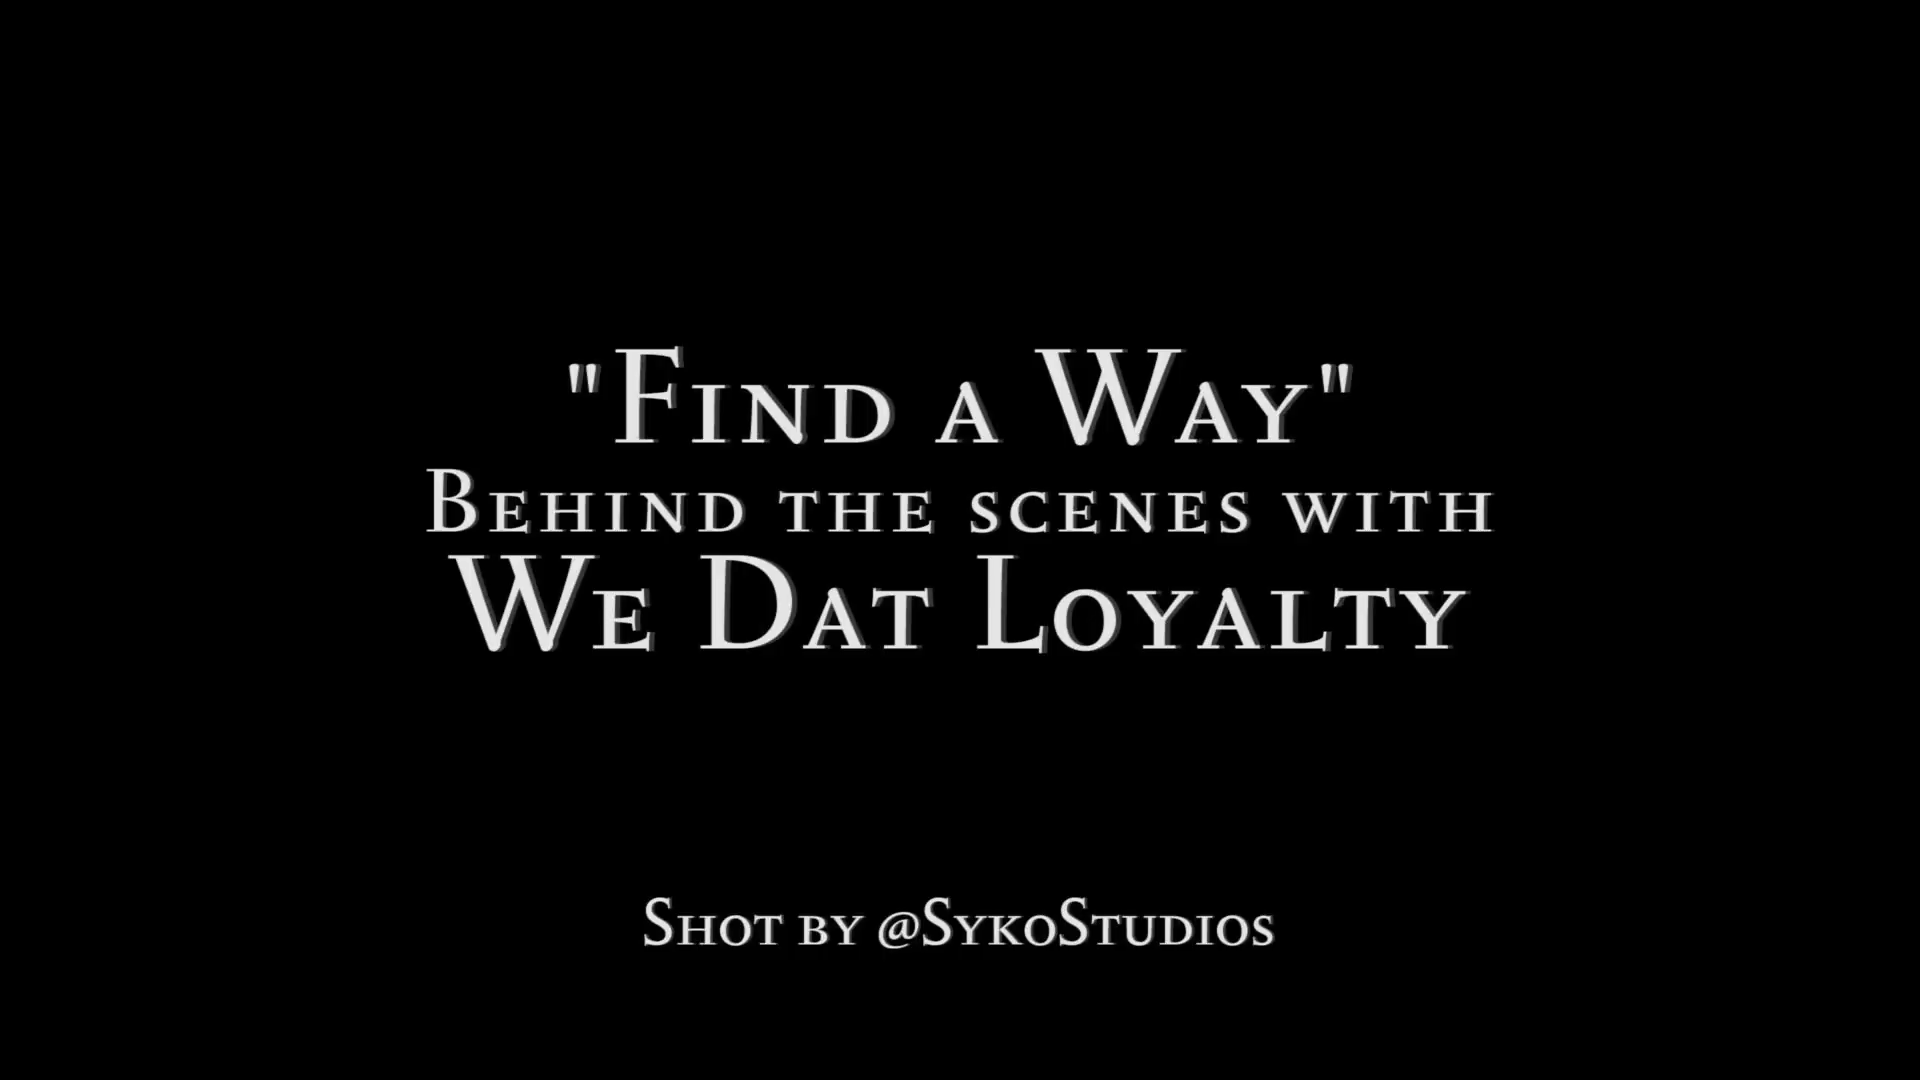 "Find a Way"
Behind the scenes with
We Dat Loyalty
Shot by @SykoStudios